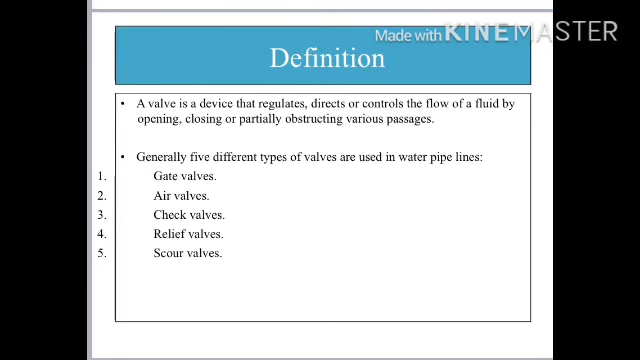 Made with KINEMASTER
Definition
• A valve is a device that regulates, directs or controls the flow of a fluid by
opening, closing or partially obstructing various passages.
• Generally five different types of valves are used in water pipe lines:
1. Gate valves.
2. Air valves.
3. Check valves.
4. Relief valves.
5. Scour valves.